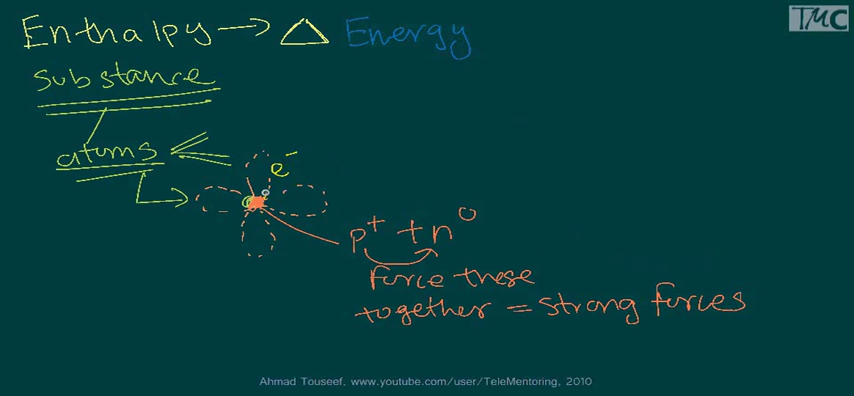 TMC
Enthalpy → △ Energy
substance
atoms
e⁻
p⁺ + n⁰
Force these
together = strong forces
Ahmad Touseef, www.youtube.com/user/TeleMentoring, 2010